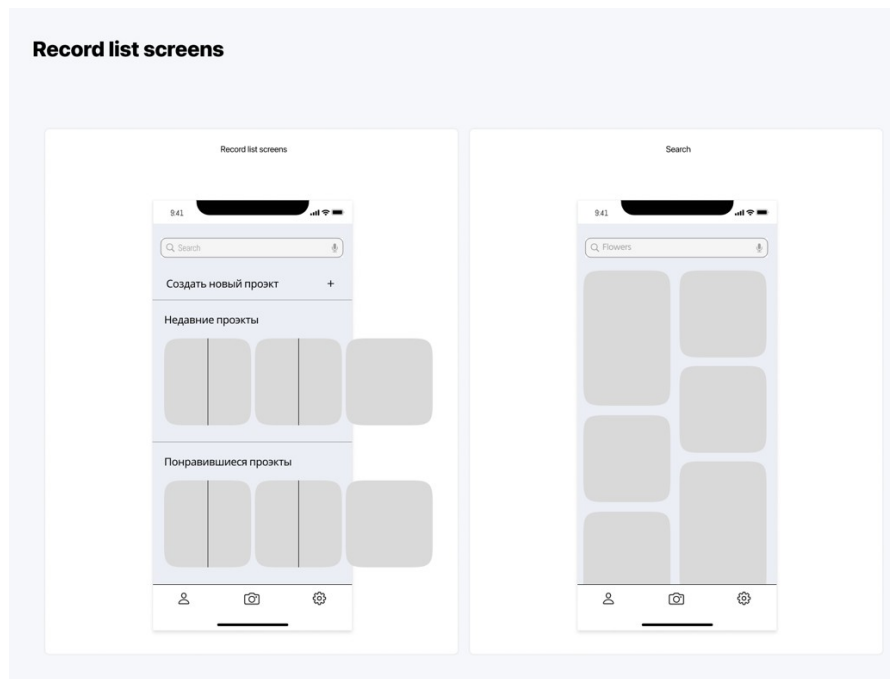 Record list screens
Record list screens
9:41
Search
Создать новый проэкт +
Недавние проэкты
Понравившиеся проэкты
Search
9:41
Flowers